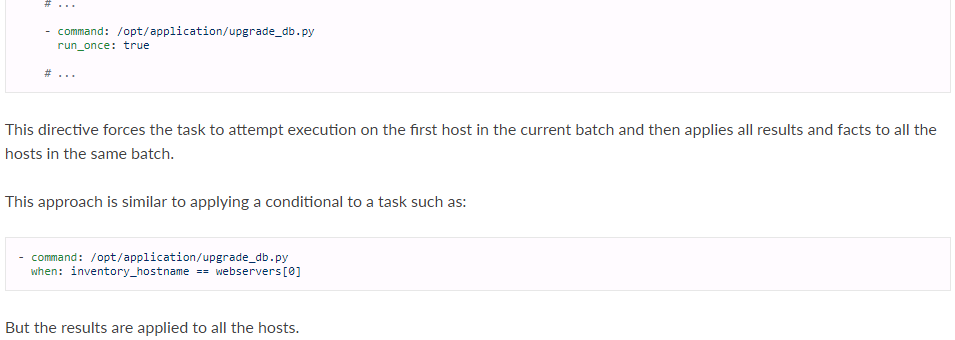 # ...
- command: /opt/application/upgrade_db.py
run_once: true
# ...
This directive forces the task to attempt execution on the first host in the current batch and then applies all results and facts to all the
hosts in the same batch.
This approach is similar to applying a conditional to a task such as:
- command: /opt/application/upgrade_db.py
when: inventory_hostname == webservers[0]
But the results are applied to all the hosts.